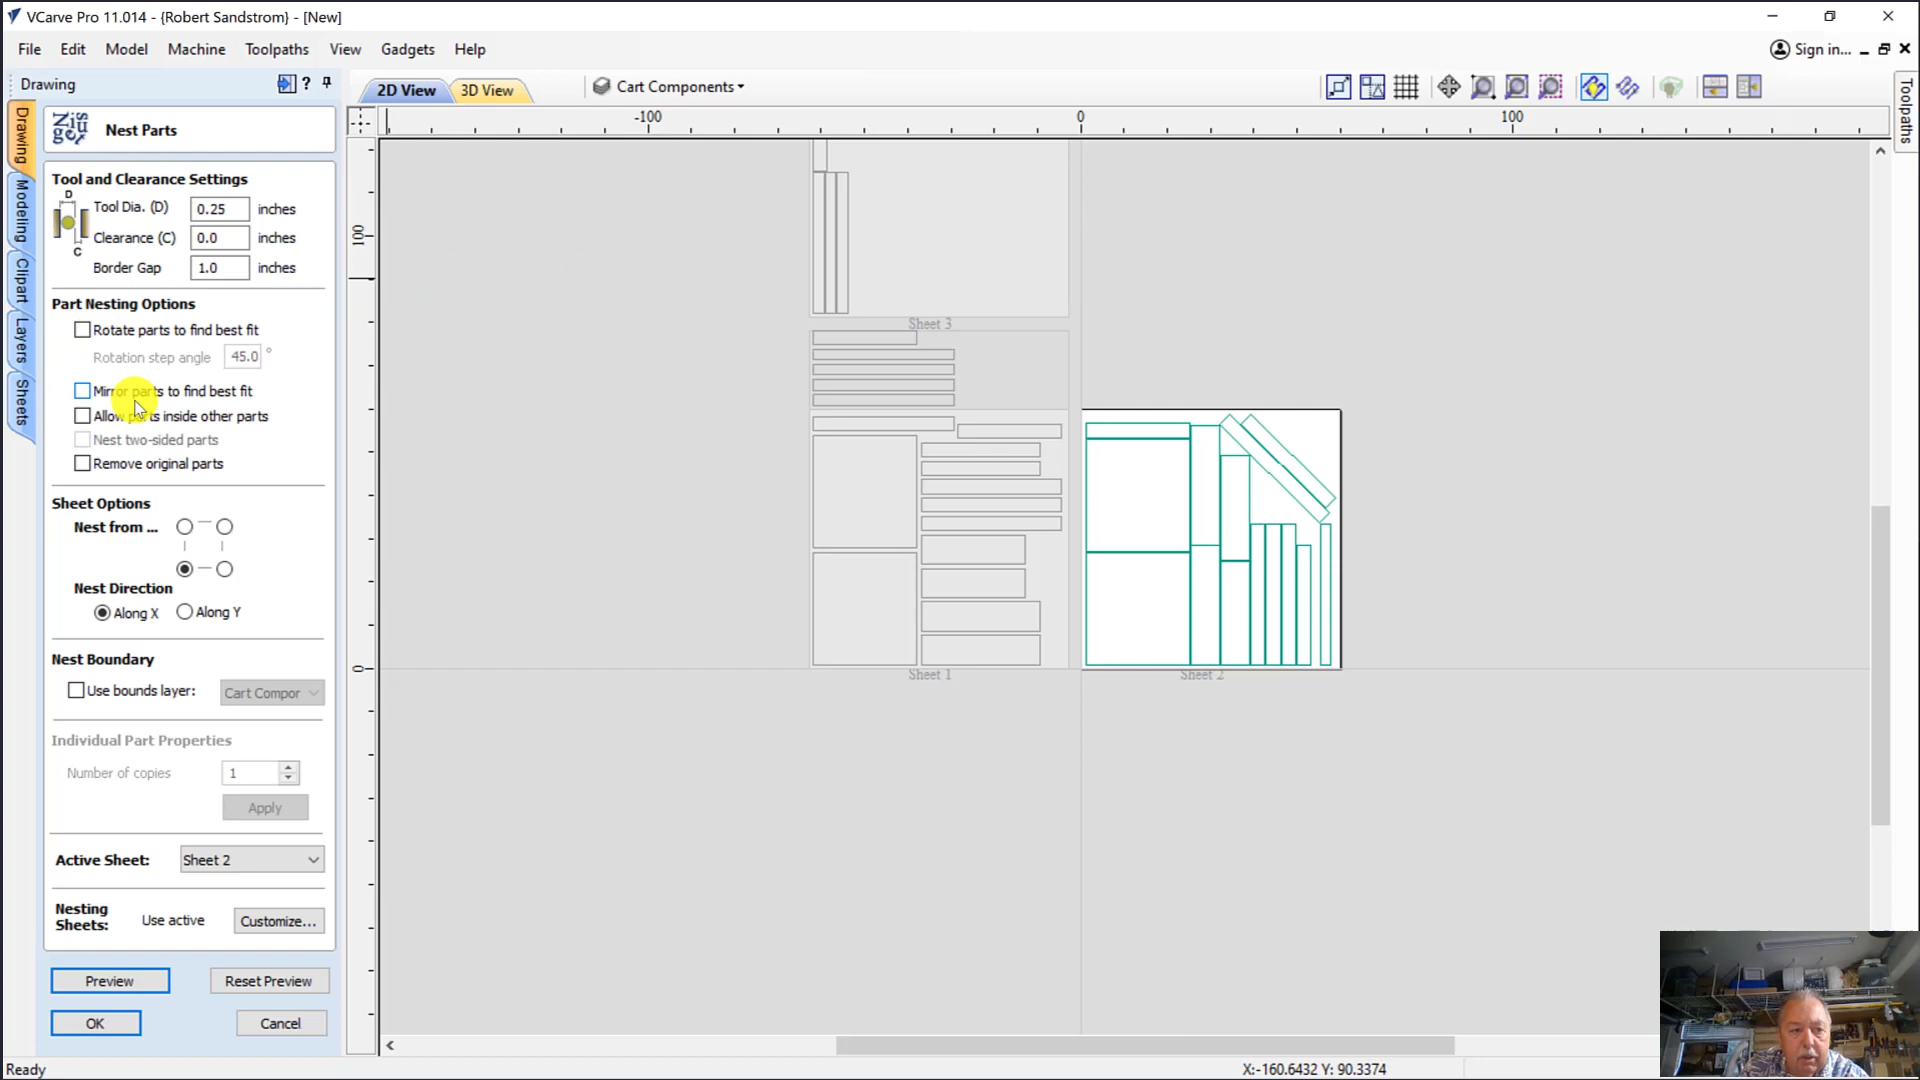 VCarve Pro 11.014 - {Robert Sandstrom} - [New]
File Edit Model Machine Toolpaths View Gadgets Help
Sign in...
Drawing
2D View 3D View Cart Components
Toolpaths
Drawing
Modeling
Clipart
Layers
Sheets
Nest Parts
-100 0 100
100
0
Tool and Clearance Settings
D
C
Tool Dia. (D) 0.25 inches
Clearance (C) 0.0 inches
Border Gap 1.0 inches
Part Nesting Options
Rotate parts to find best fit
Rotation step angle 45.0 °
Mirror parts to find best fit
Allow parts inside other parts
Nest two-sided parts
Remove original parts
Sheet Options
Nest from ...
Nest Direction
Along X Along Y
Nest Boundary
Use bounds layer: Cart Compor
Individual Part Properties
Number of copies 1
Apply
Active Sheet: Sheet 2
Nesting Sheets: Use active Customize...
Preview Reset Preview
OK Cancel
Sheet 3
Sheet 1 Sheet 2
Ready X:-160.6432 Y: 90.3374